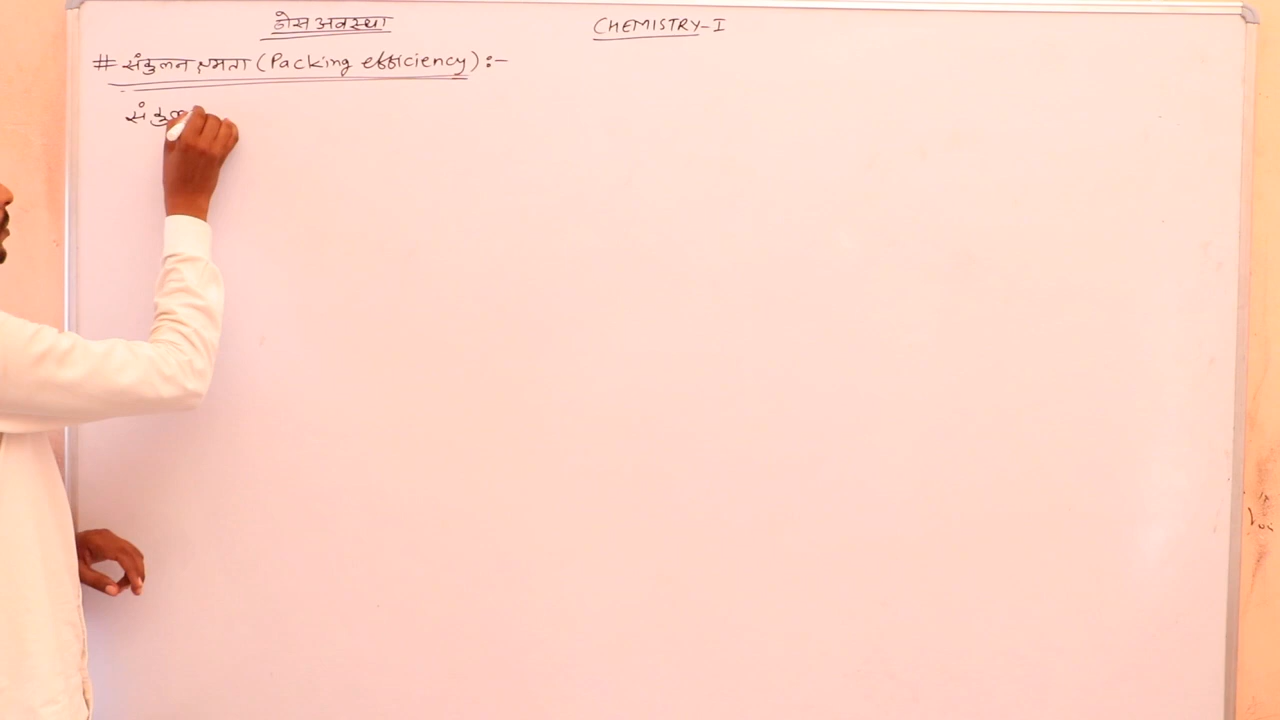 ठोस अवस्था CHEMISTRY-I
# संकुलन क्षमता (Packing efficiency) :-
संकुल